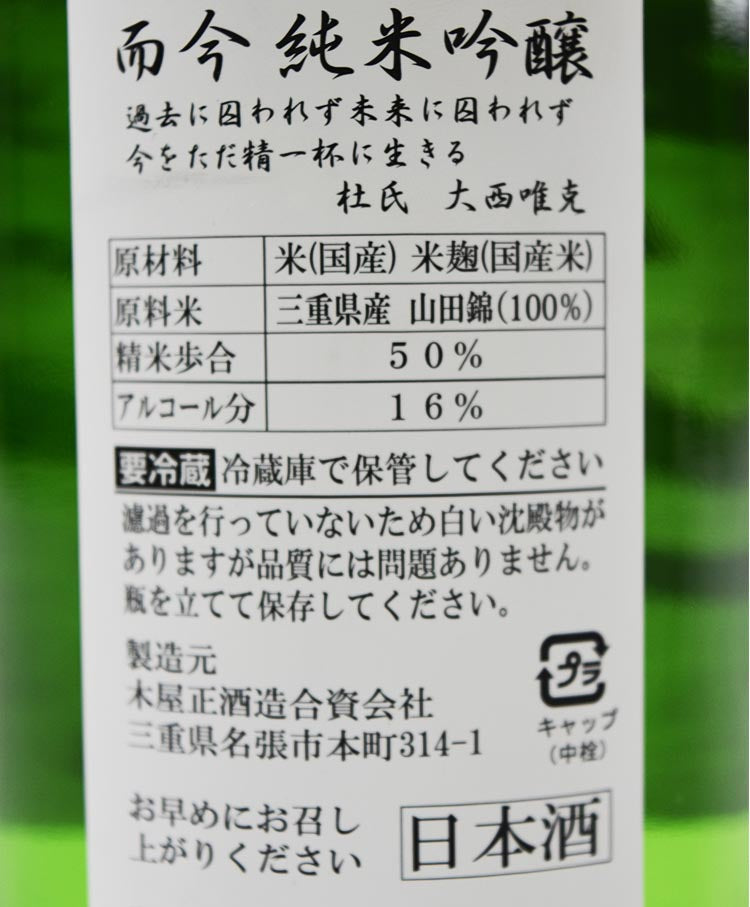 而今 純米吟醸
過去に囚われず未来に囚われず
今をただ精一杯に生きる
杜氏 大西唯克
原材料 米(国産) 米麹(国産米)
原料米 三重県産 山田錦(100%)
精米歩合 50%
アルコール分 16%
要冷蔵 冷蔵庫で保管してください
濾過を行っていないため白い沈殿物が
ありますが品質には問題ありません。
瓶を立てて保存してください。
製造元
木屋正酒造合資会社
三重県名張市本町314-1
プラ
キャップ
(中栓)
お早めにお召し
上がりください
日本酒